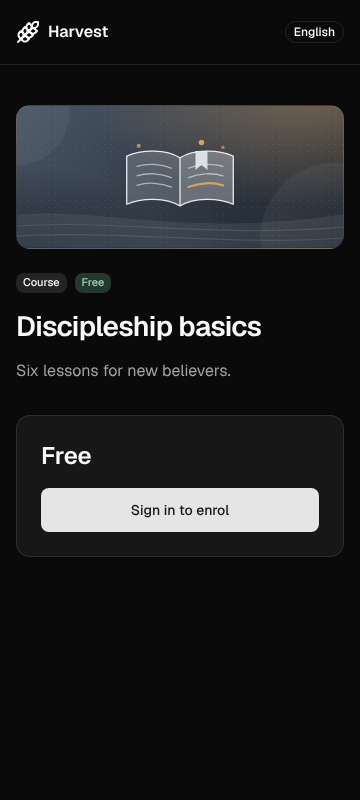 Harvest
English
Course
Free
Discipleship basics
Six lessons for new believers.
Free
Sign in to enrol